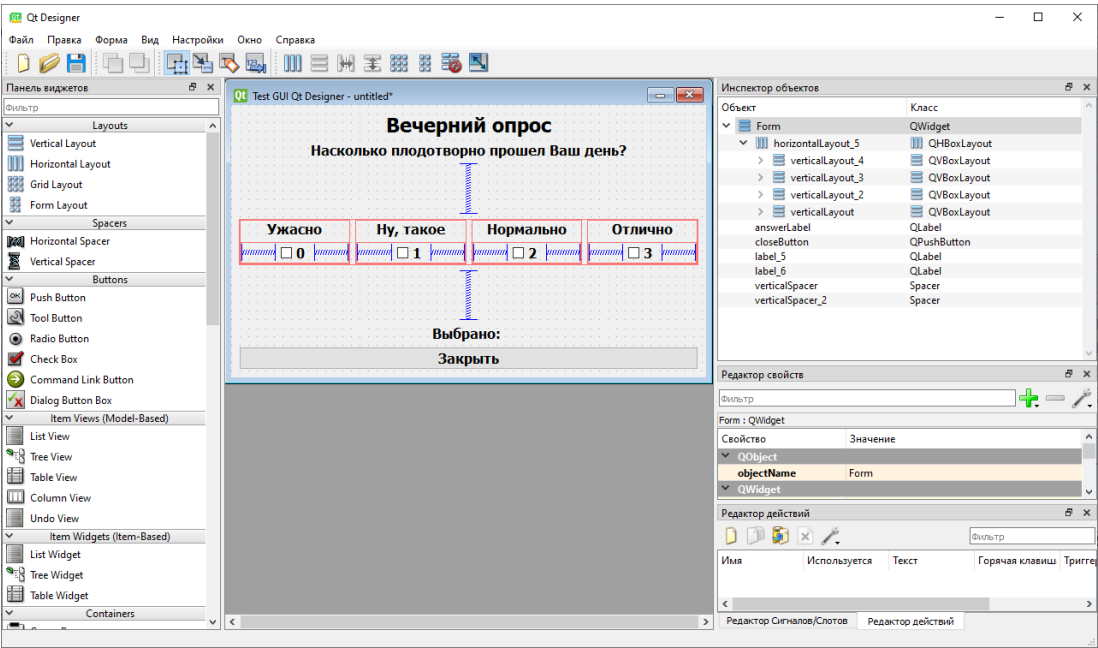 Qt Designer
Файл Правка Форма Вид Настройки Окно Справка
Панель виджетов
Фильтр
Layouts
Vertical Layout
Horizontal Layout
Grid Layout
Form Layout
Spacers
Horizontal Spacer
Vertical Spacer
Buttons
Push Button
Tool Button
Radio Button
Check Box
Command Link Button
Dialog Button Box
Item Views (Model-Based)
List View
Tree View
Table View
Column View
Undo View
Item Widgets (Item-Based)
List Widget
Tree Widget
Table Widget
Containers
Test GUI Qt Designer - untitled*
Вечерний опрос
Насколько плодотворно прошел Ваш день?
Ужасно Ну, такое Нормально Отлично
0 1 2 3
Выбрано:
Закрыть
Инспектор объектов
Объект Класс
Form QWidget
horizontalLayout_5 QHBoxLayout
verticalLayout_4 QVBoxLayout
verticalLayout_3 QVBoxLayout
verticalLayout_2 QVBoxLayout
verticalLayout QVBoxLayout
answerLabel QLabel
closeButton QPushButton
label_5 QLabel
label_6 QLabel
verticalSpacer Spacer
verticalSpacer_2 Spacer
Редактор свойств
Фильтр
Form : QWidget
Свойство Значение
QObject
objectName Form
QWidget
Редактор действий
Фильтр
Имя Используется Текст Горячая клавиш Тригге
Редактор Сигналов/Слотов Редактор действий